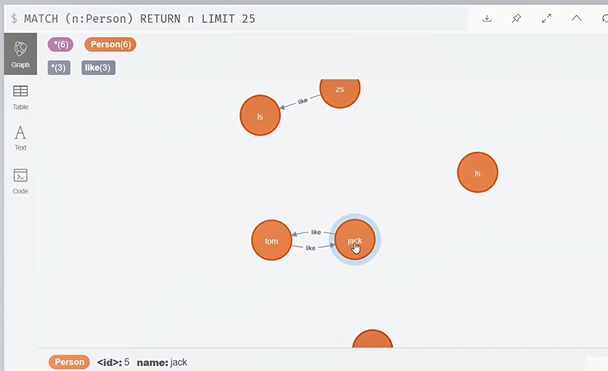 $ MATCH (n:Person) RETURN n LIMIT 25
*(6) Person(6)
*(3) like(3)
Graph
Table
Text
Code
zs
like
ls
ls
like
tom
jack
like
Person <id>: 5 name: jack